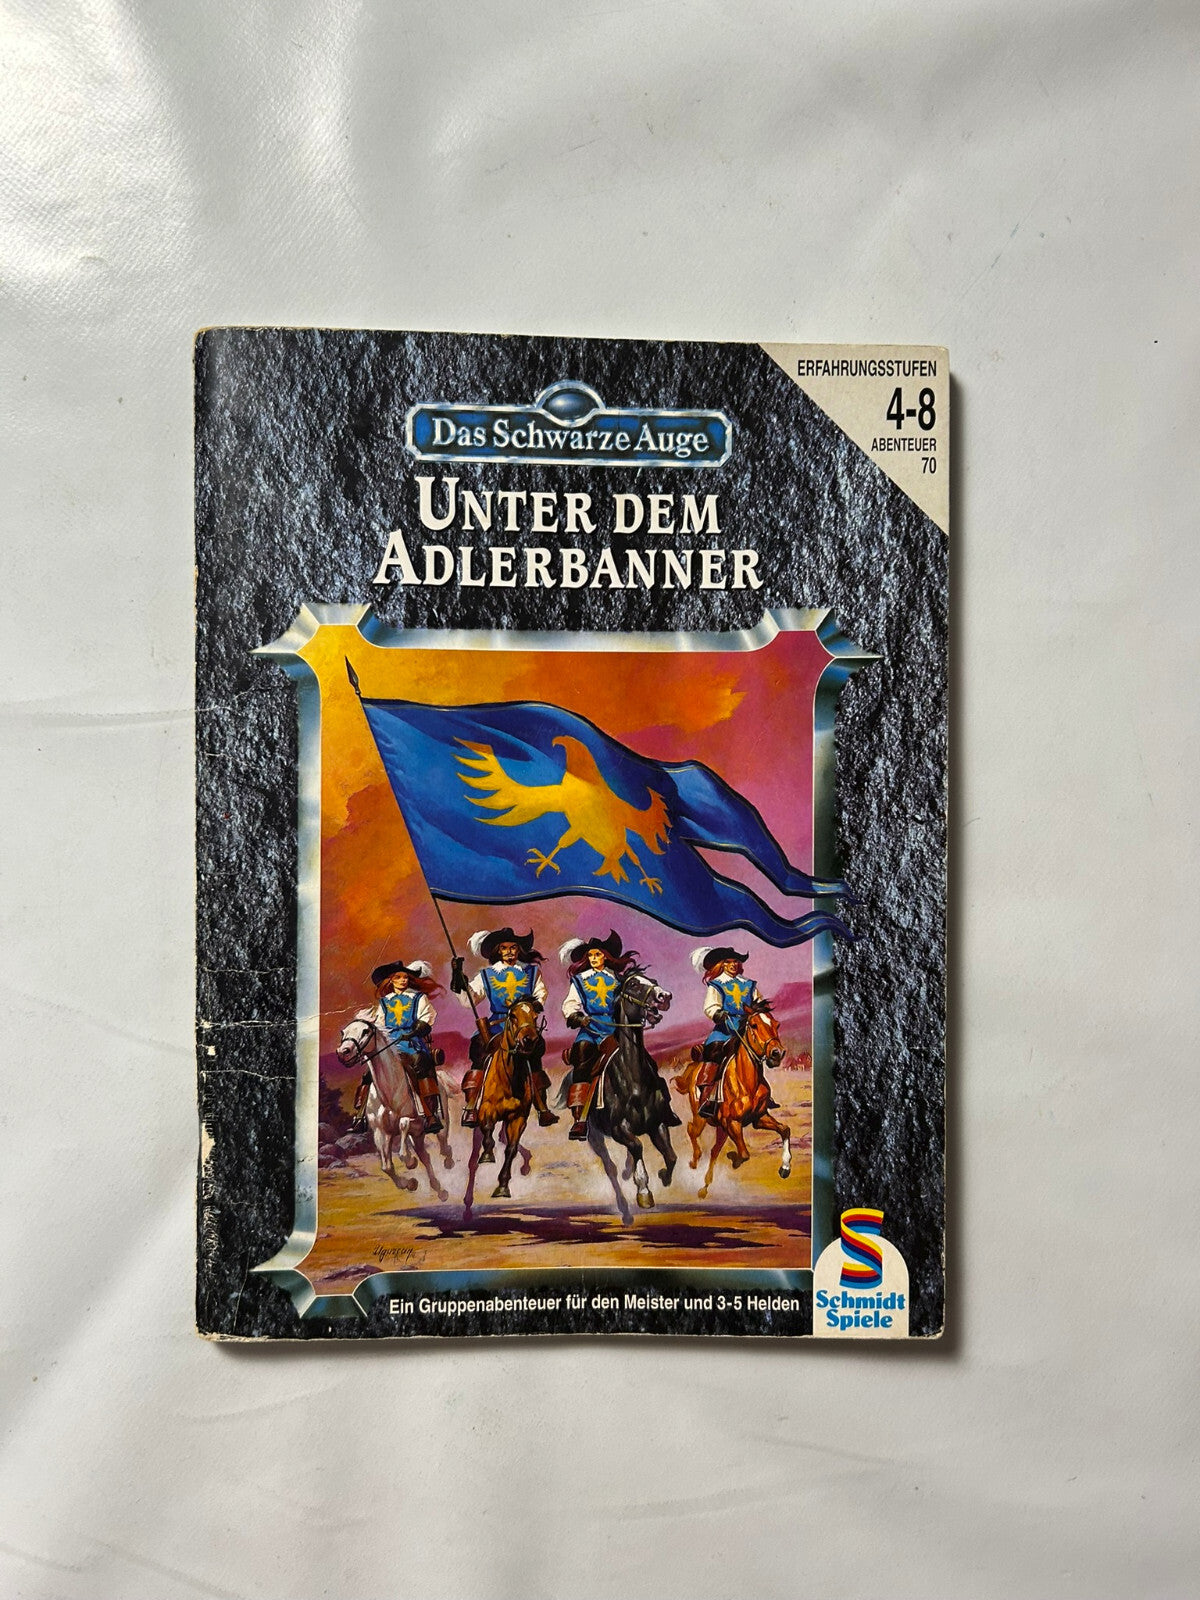 ERFAHRUNGSSTUFEN
4-8
ABENTEUER
70
Das Schwarze Auge
UNTER DEM
ADLERBANNER
Ein Gruppenabenteuer für den Meister und 3-5 Helden
Schmidt
Spiele